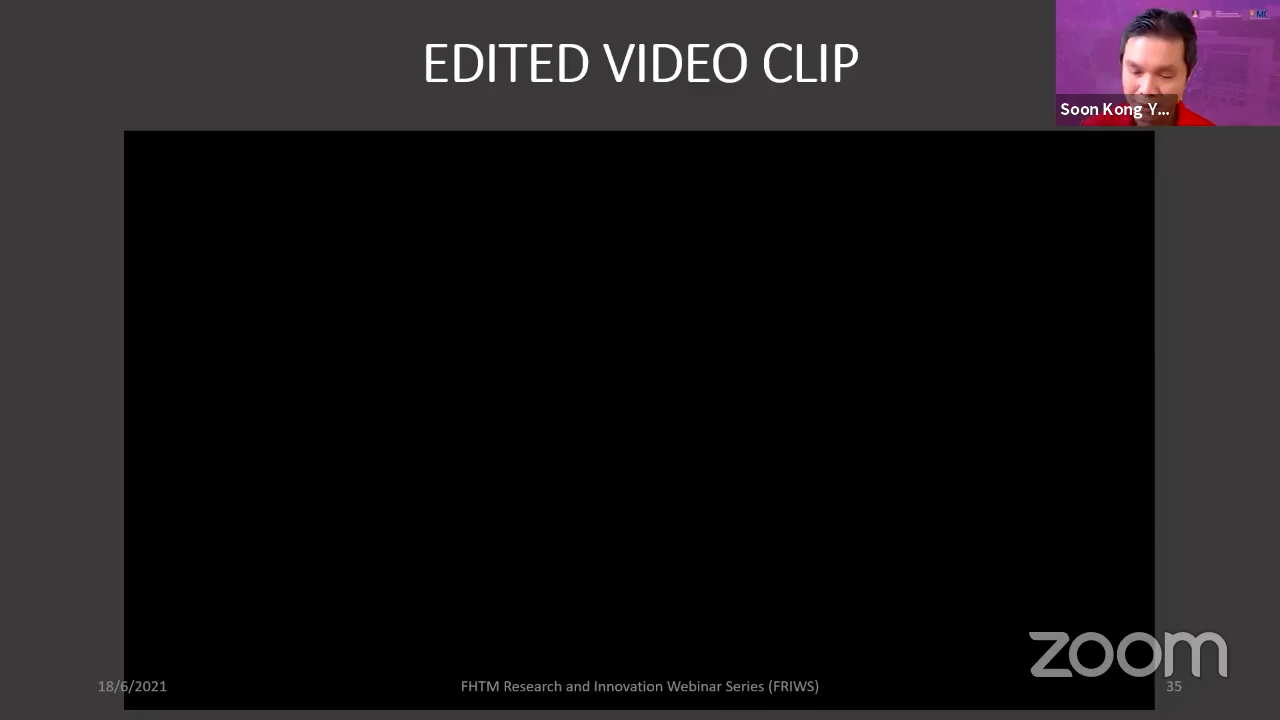 EDITED VIDEO CLIP
Soon Kong Y...
zoom
18/6/2021
FHTM Research and Innovation Webinar Series (FRIWS)
35